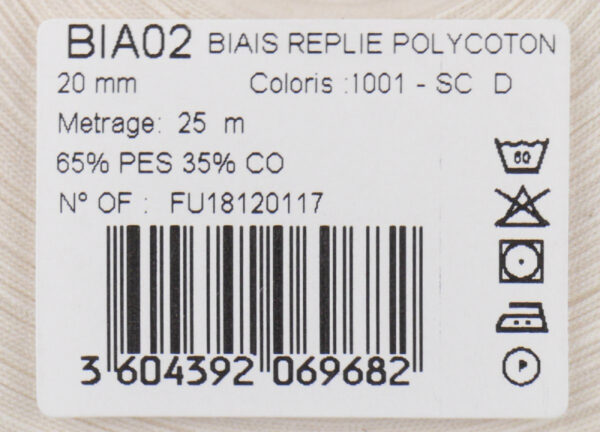 BIA02 BIAIS REPLIE POLYCOTON
20 mm Coloris :1001 - SC D
Metrage: 25 m
65% PES 35% CO
N° OF : FU18120117
60
P
3 604392 069682